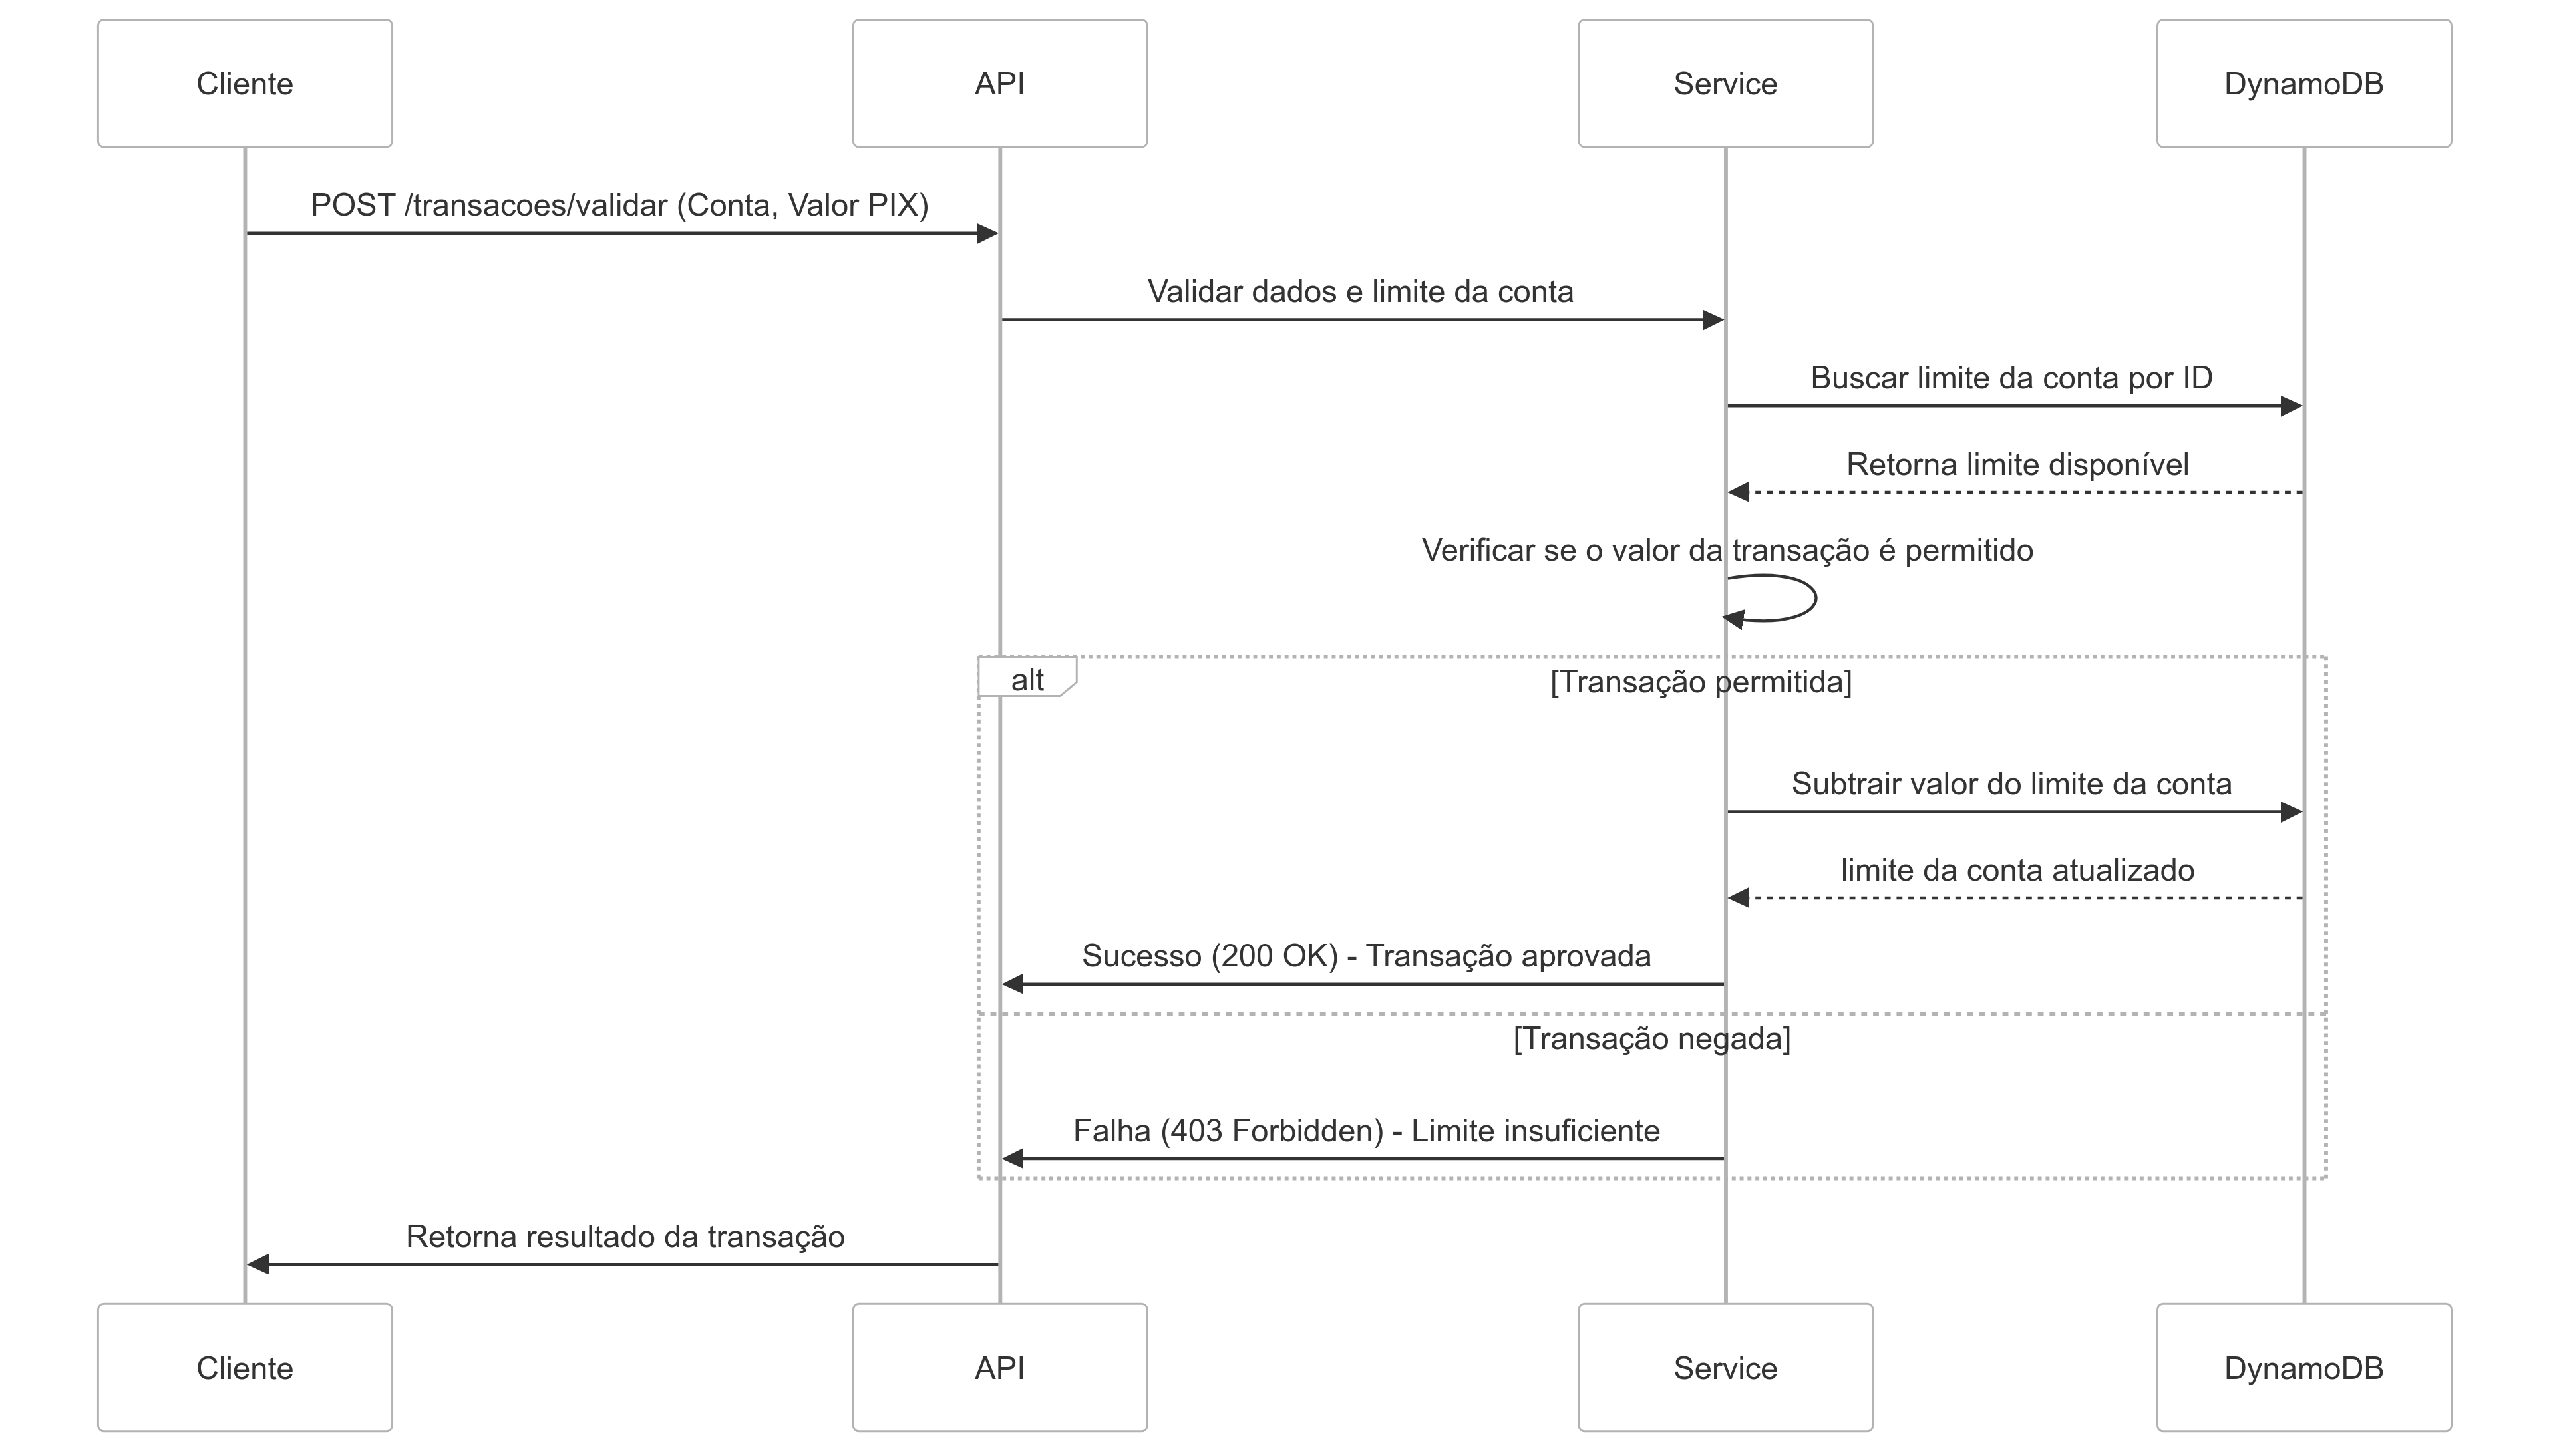 Cliente
API
Service
DynamoDB
POST /transacoes/validar (Conta, Valor PIX)
Validar dados e limite da conta
Buscar limite da conta por ID
Retorna limite disponível
Verificar se o valor da transação é permitido
alt
[Transação permitida]
Subtrair valor do limite da conta
limite da conta atualizado
Sucesso (200 OK) - Transação aprovada
[Transação negada]
Falha (403 Forbidden) - Limite insuficiente
Retorna resultado da transação
Cliente
API
Service
DynamoDB